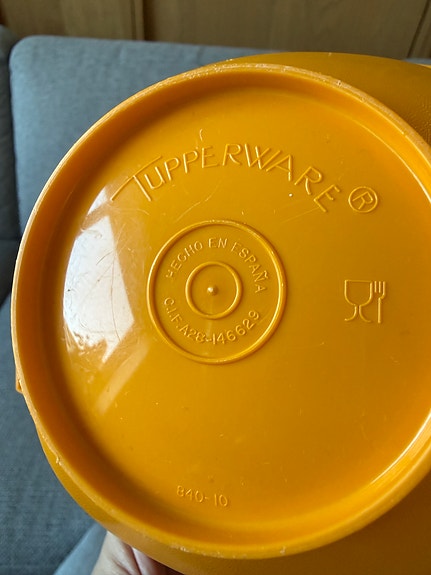 TUPPERWARE®
HECHO EN ESPAÑA
C.I.F.A28-146629
840-10